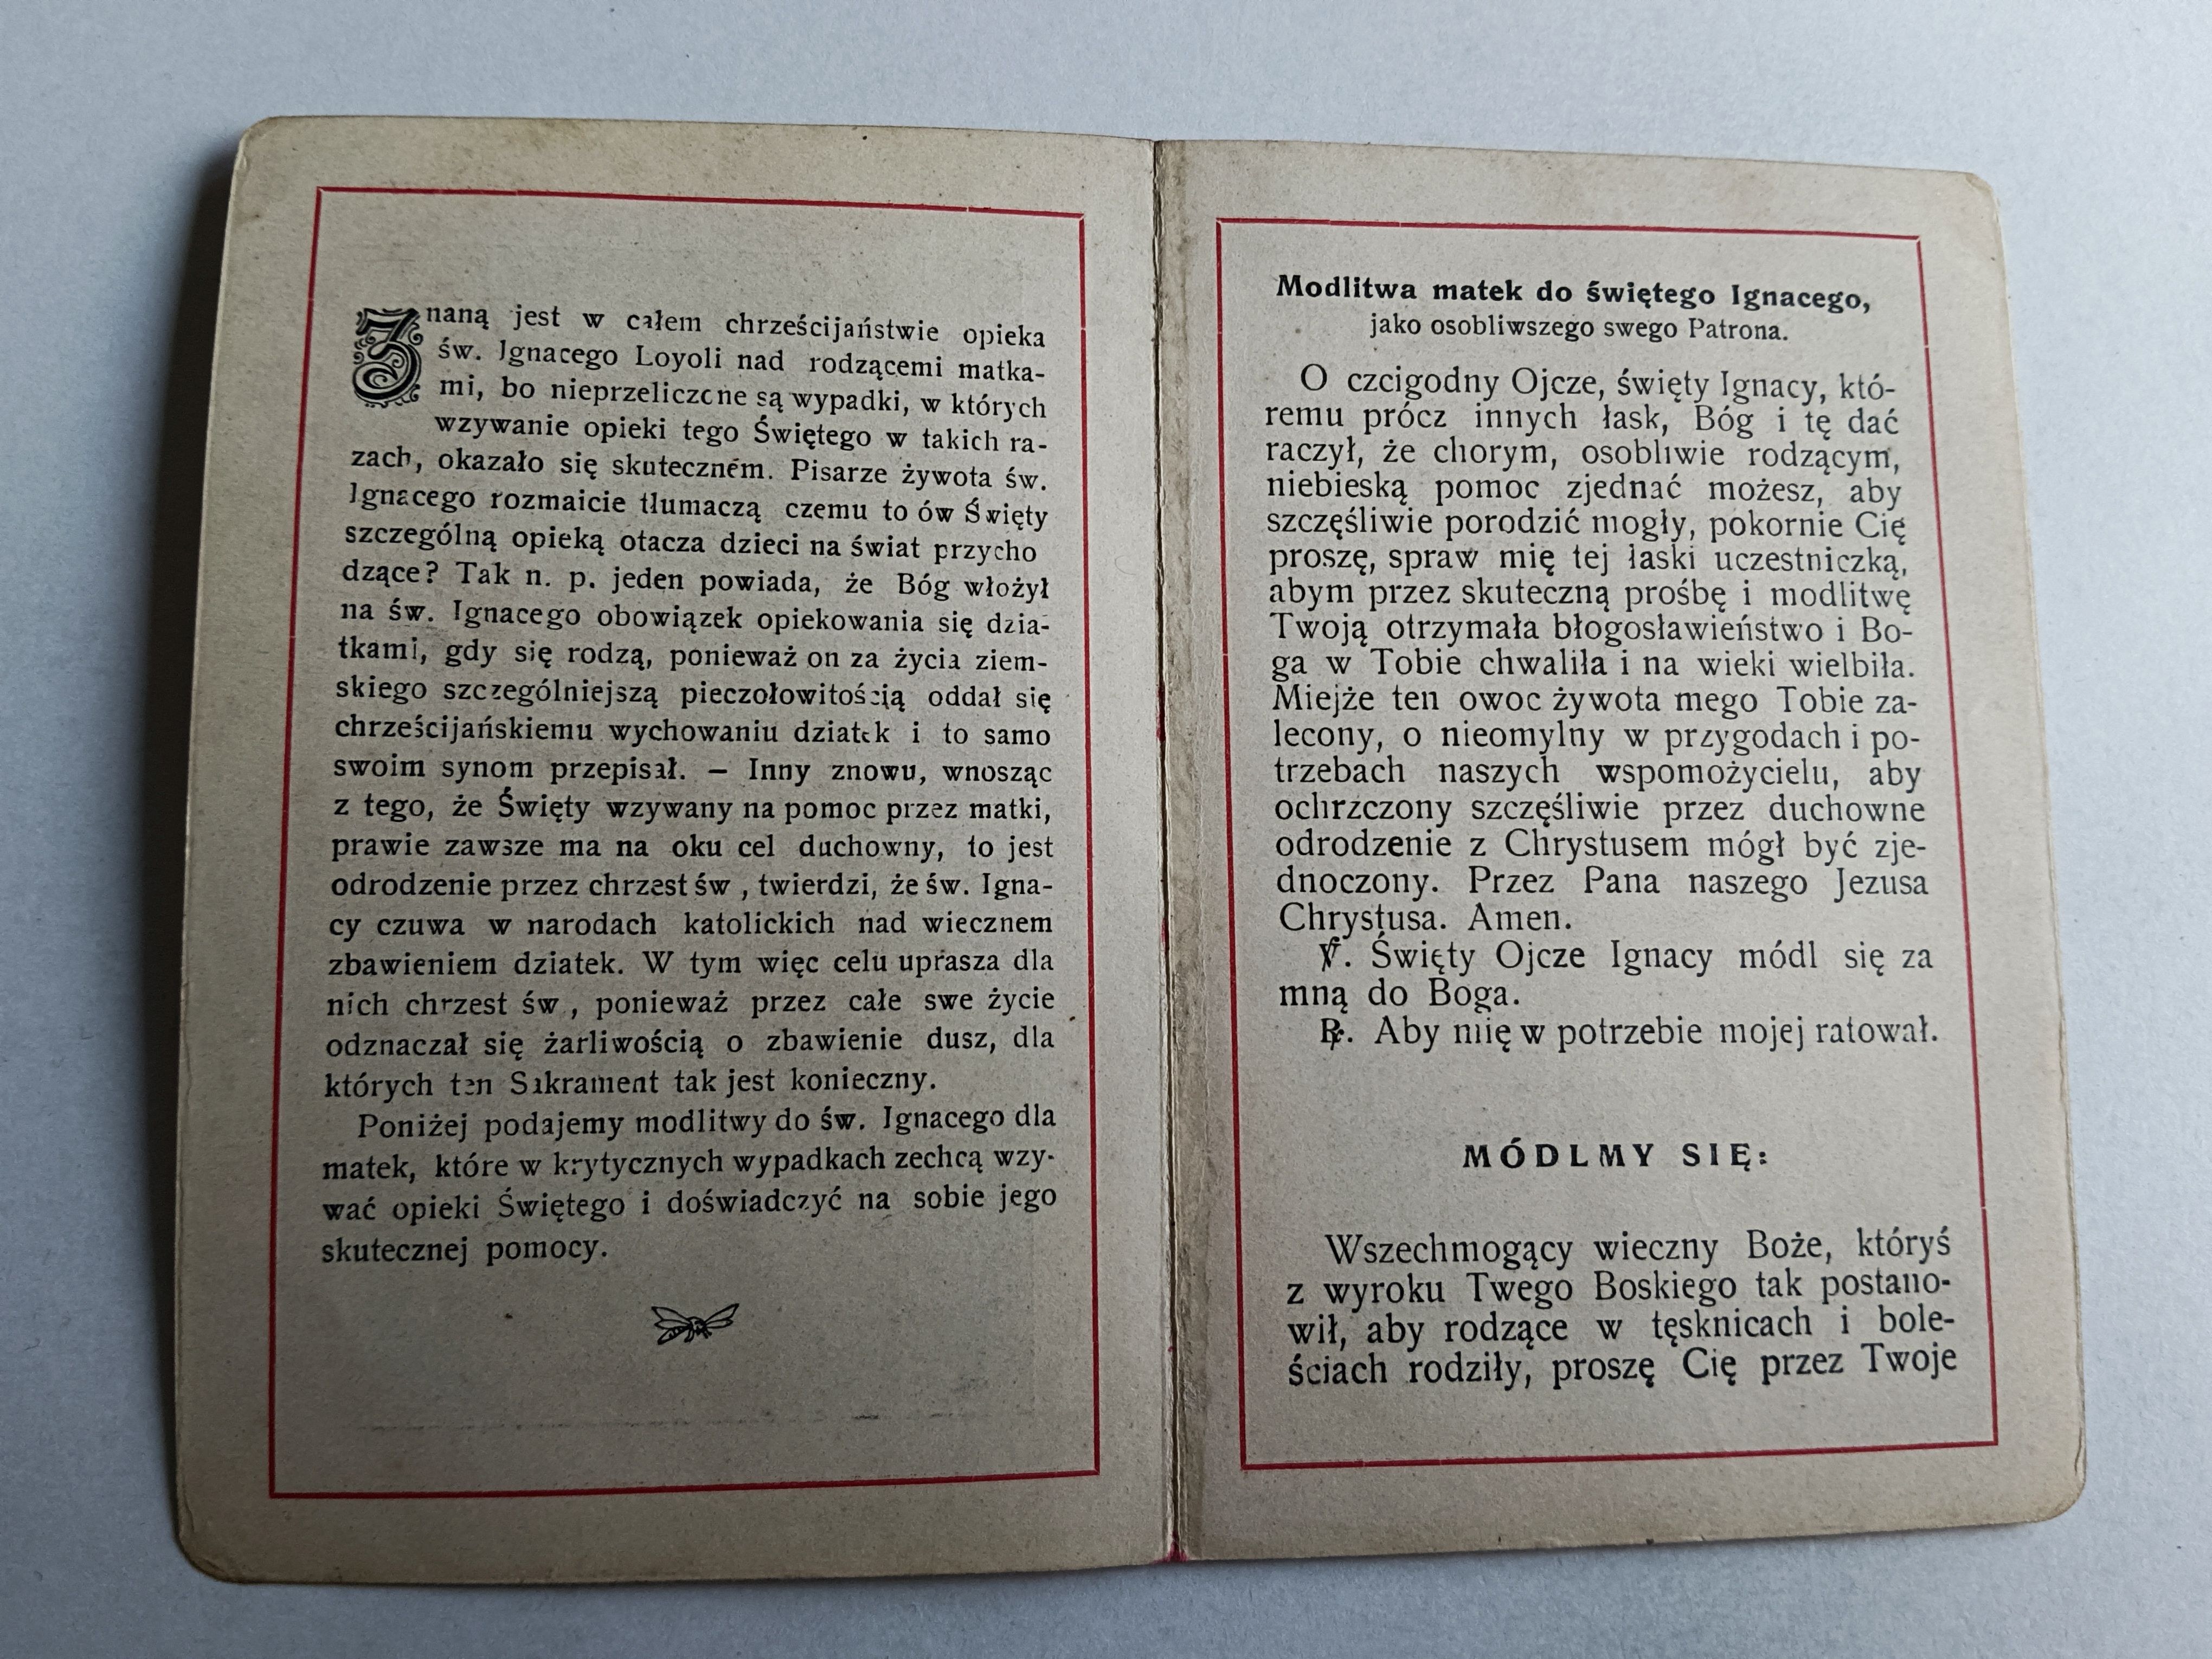 Znaną jest w całem chrześcijaństwie opieka
św. Ignacego Loyoli nad rodzącemi matka-
mi, bo nieprzeliczone są wypadki, w których
wzywanie opieki tego Świętego w takich ra-
zach, okazało się skuteczném. Pisarze żywota św.
Ignacego rozmaicie tłumaczą czemu to ów Święty
szczególną opieką otacza dzieci na świat przycho
dzące? Tak n. p. jeden powiada, że Bóg włożył
na św. Ignacego obowiązek opiekowania się dzia-
tkami, gdy się rodzą, ponieważ on za życia ziem-
skiego szczególniejszą pieczołowitością oddał się
chrześcijańskiemu wychowaniu dziatek i to samo
swoim synom przepisał. — Inny znowu, wnosząc
z tego, że Święty wzywany na pomoc przez matki,
prawie zawsze ma na oku cel duchowny, to jest
odrodzenie przez chrzest św , twierdzi, że św. Igna-
cy czuwa w narodach katolickich nad wiecznem
zbawieniem dziatek. W tym więc celu uprasza dla
nich chrzest św , ponieważ przez całe swe życie
odznaczał się żarliwością o zbawienie dusz, dla
których ten Sakrament tak jest konieczny.
Poniżej podajemy modlitwy do św. Ignacego dla
matek, które w krytycznych wypadkach zechcą wzy-
wać opieki Świętego i doświadczyć na sobie jego
skutecznej pomocy.
Modlitwa matek do świętego Ignacego,
jako osobliwszego swego Patrona.
O czcigodny Ojcze, święty Ignacy, któ-
remu prócz innych łask, Bóg i tę dać
raczył, że chorym, osobliwie rodzącym,
niebieską pomoc zjednać możesz, aby
szczęśliwie porodzić mogły, pokornie Cię
proszę, spraw mię tej łaski uczestniczką,
abym przez skuteczną prośbę i modlitwę
Twoją otrzymała błogosławieństwo i Bo-
ga w Tobie chwaliła i na wieki wielbiła.
Miejże ten owoc żywota mego Tobie za-
lecony, o nieomylny w przygodach i po-
trzebach naszych wspomożycielu, aby
ochrzczony szczęśliwie przez duchowne
odrodzenie z Chrystusem mógł być zje-
dnoczony. Przez Pana naszego Jezusa
Chrystusa. Amen.
℣. Święty Ojcze Ignacy módl się za
mną do Boga.
℟. Aby mię w potrzebie mojej ratował.
MÓDLMY SIĘ:
Wszechmogący wieczny Boże, któryś
z wyroku Twego Boskiego tak postano-
wił, aby rodzące w tęsknicach i bole-
ściach rodziły, proszę Cię przez Twoje